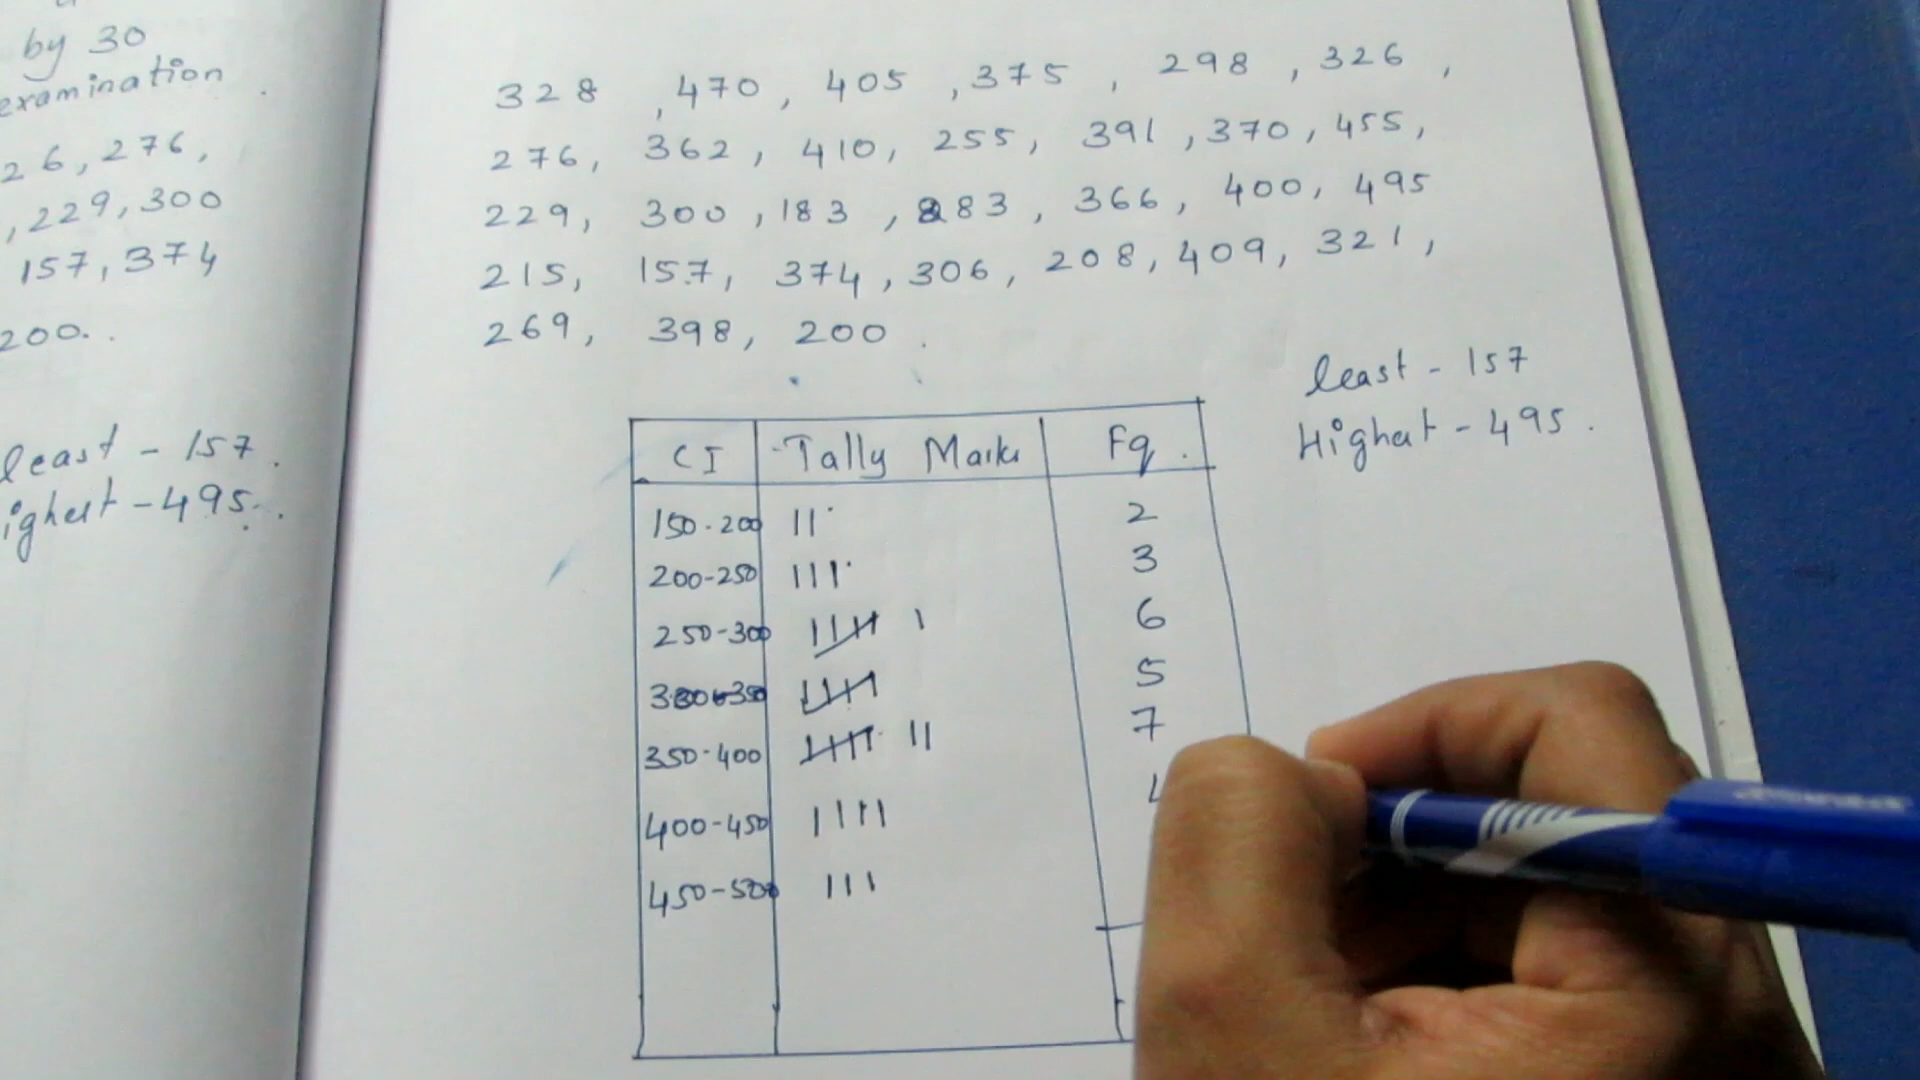 by 30
examination .
26, 276,
, 229, 300
157, 374
200..
least - 157.
ighest - 495..
328 , 470, 405 , 375 , 298 , 326 ,
276, 362, 410, 255, 391, 370, 455,
229, 300, 183, 283, 366, 400, 495
215, 157, 374, 306, 208, 409, 321,
269, 398, 200 .
least - 157
Highest - 495 .
CI Tally Marks Fq.
150-200 || 2
200-250 ||| 3
250-300 |||| | 6
300-350 |||| 5
350-400 |||| || 7
400-450 ||||
450-500 |||